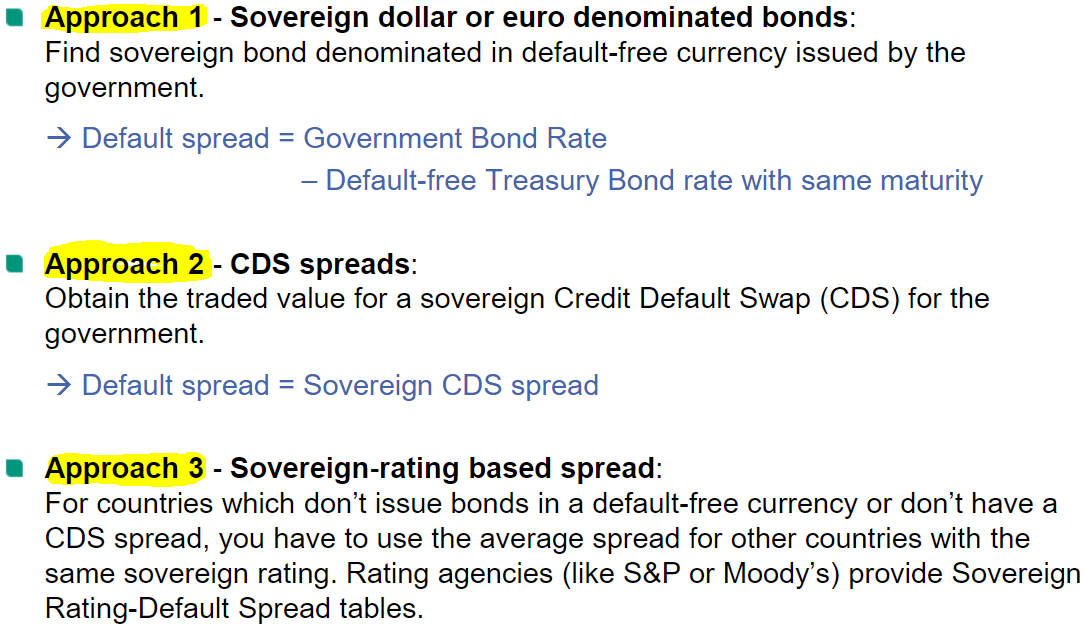 Approach 1 - Sovereign dollar or euro denominated bonds:
Find sovereign bond denominated in default-free currency issued by the
government.
→ Default spread = Government Bond Rate
– Default-free Treasury Bond rate with same maturity
Approach 2 - CDS spreads:
Obtain the traded value for a sovereign Credit Default Swap (CDS) for the
government.
→ Default spread = Sovereign CDS spread
Approach 3 - Sovereign-rating based spread:
For countries which don’t issue bonds in a default-free currency or don’t have a
CDS spread, you have to use the average spread for other countries with the
same sovereign rating. Rating agencies (like S&P or Moody’s) provide Sovereign
Rating-Default Spread tables.